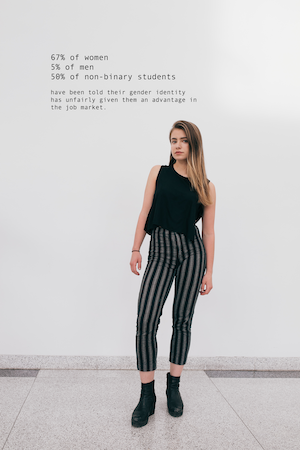 67% of women
5% of men
50% of non-binary students
have been told their gender identity
has unfairly given them an advantage in
the job market.